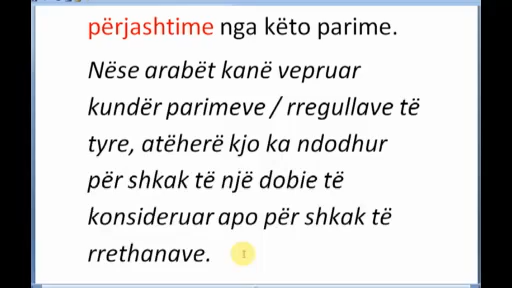 përjashtime nga këto parime.
Nëse arabët kanë vepruar
kundër parimeve / rregullave të
tyre, atëherë kjo ka ndodhur
për shkak të një dobie të
konsideruar apo për shkak të
rrethanave.